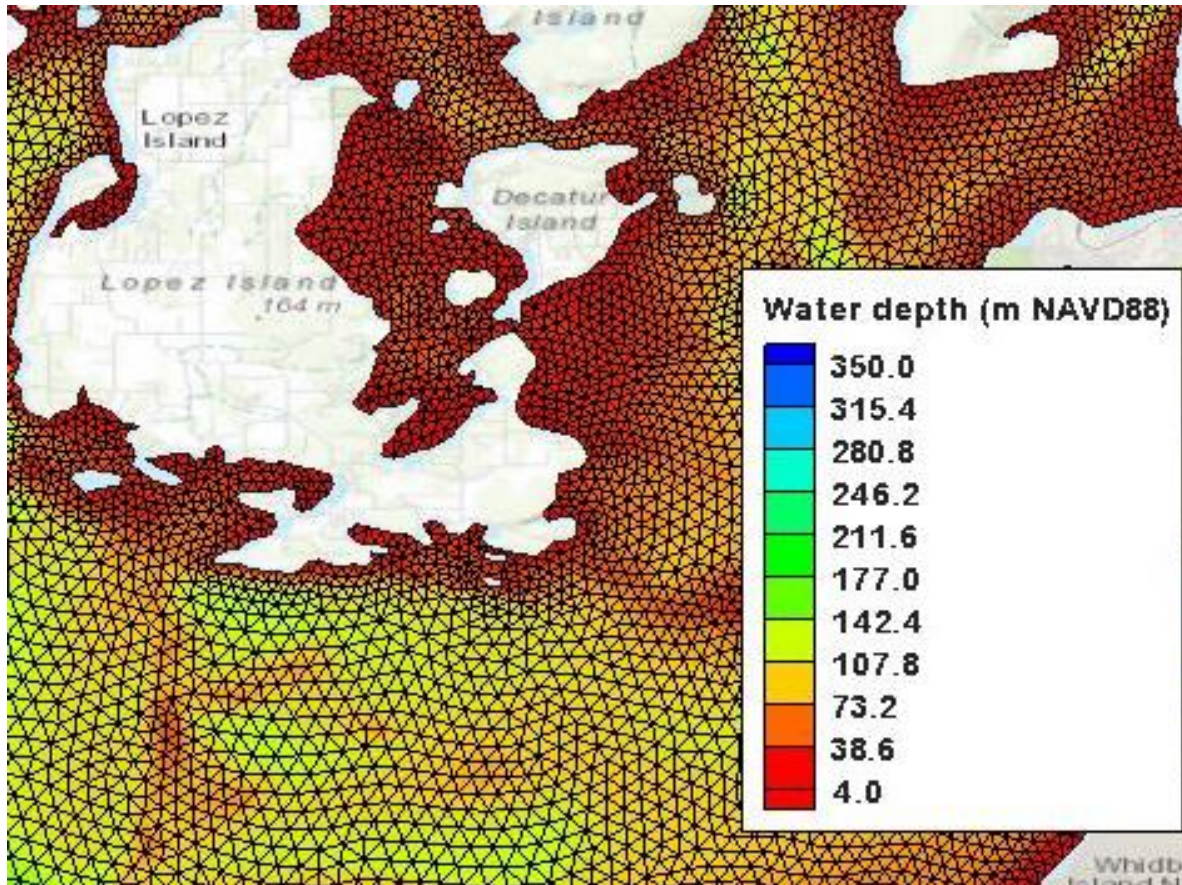 Island
Lopez
Island
Decatur
Island
Lopez Island
164 m
Water depth (m NAVD88)
350.0
315.4
280.8
246.2
211.6
177.0
142.4
107.8
73.2
38.6
4.0